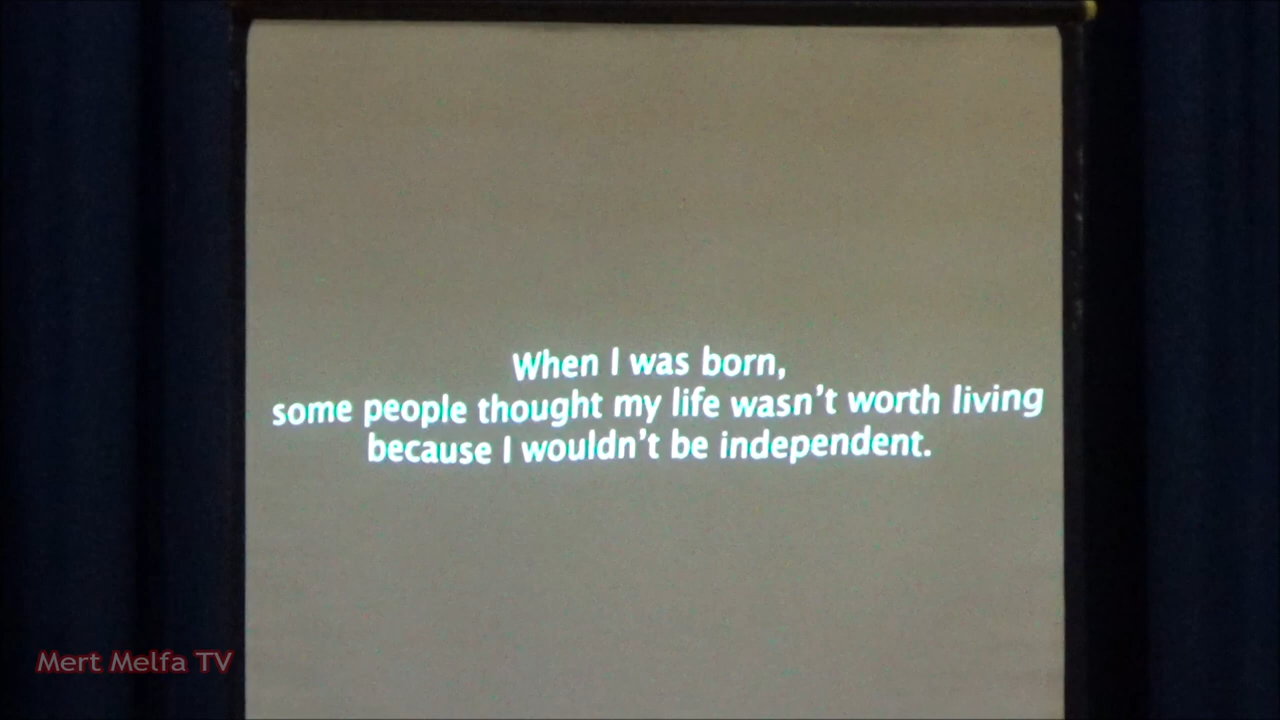 When I was born,
some people thought my life wasn't worth living
because I wouldn't be independent.
Mert Melfa TV